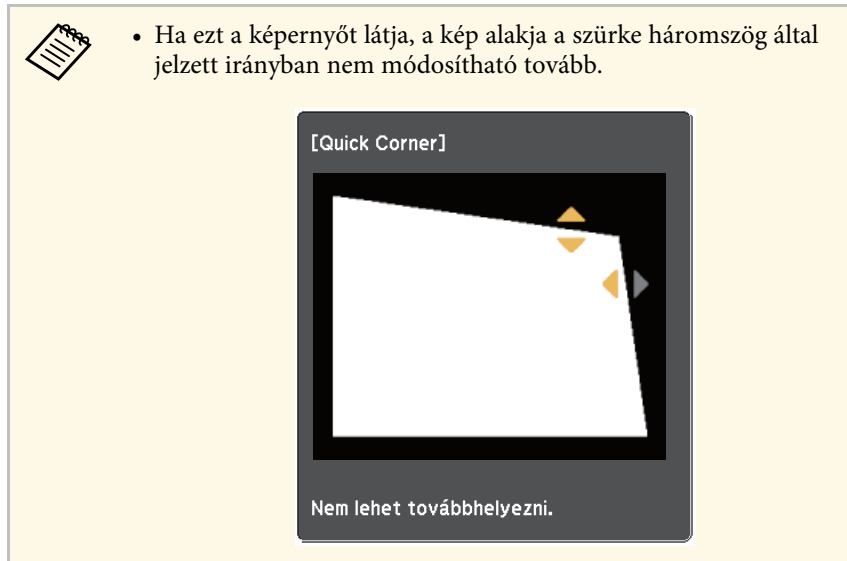 • Ha ezt a képernyőt látja, a kép alakja a szürke háromszög által
jelzett irányban nem módosítható tovább.
[Quick Corner]
Nem lehet továbbhelyezni.